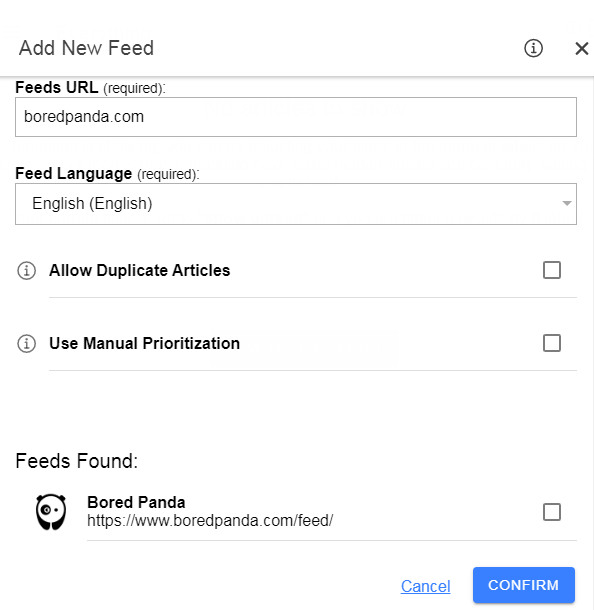 Add New Feed
Feeds URL (required):
boredpanda.com
Feed Language (required):
English (English)
Allow Duplicate Articles
Use Manual Prioritization
Feeds Found:
Bored Panda
https://www.boredpanda.com/feed/
Cancel CONFIRM